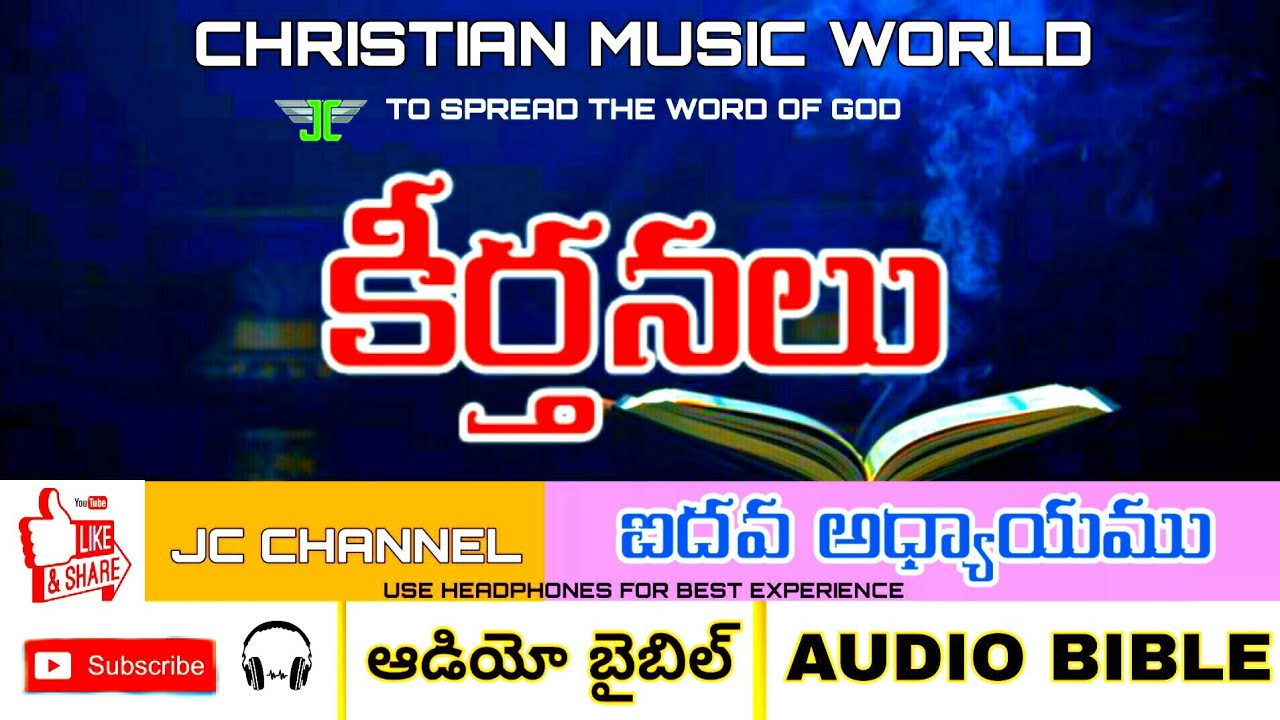 CHRISTIAN MUSIC WORLD
JC TO SPREAD THE WORD OF GOD
కీర్తనలు
YouTube
LIKE
& SHARE
JC CHANNEL
ఐదవ అధ్యాయము
USE HEADPHONES FOR BEST EXPERIENCE
Subscribe
ఆడియో బైబిల్
AUDIO BIBLE